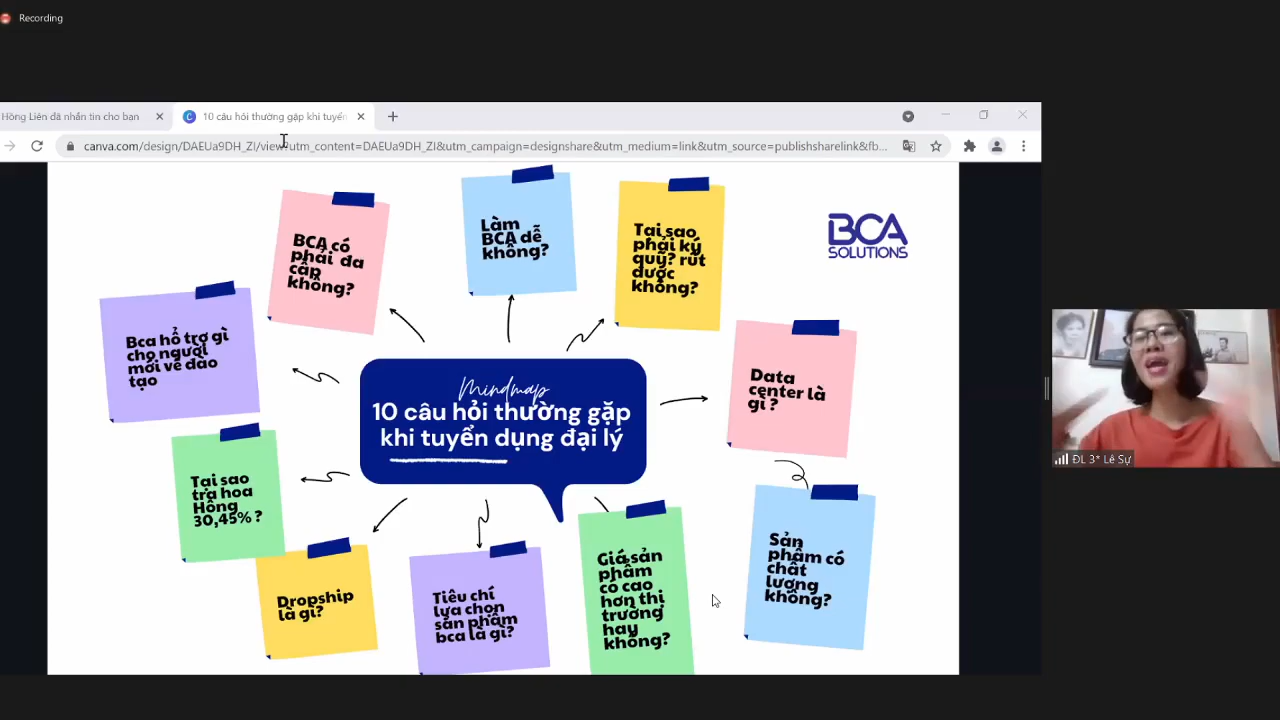 Recording
Hồng Liên đã nhắn tin cho bạn
10 câu hỏi thường gặp khi tuyển
canva.com/design/DAEUa9DH_ZI/view?utm_content=DAEUa9DH_ZI&utm_campaign=designshare&utm_medium=link&utm_source=publishsharelink&fb...
BCA có
phải đa
cấp
không?
Làm
BCA dễ
không?
Tại sao
phải ký
quỹ? rút
được
không?
BCA
SOLUTIONS
Bca hổ trợ gì
cho người
mới về đào
tạo
Mindmap
10 câu hỏi thường gặp
khi tuyển dụng đại lý
Data
center là
gì ?
Tại sao
trả hoa
Hồng
30,45% ?
Dropship
là gì?
Tiêu chí
lựa chọn
sản phẩm
bca là gì?
Giá sản
phẩm
có cao
hơn thị
trường
hay
không?
Sản
phẩm có
chất
lượng
không?
ĐL 3* Lê Sự